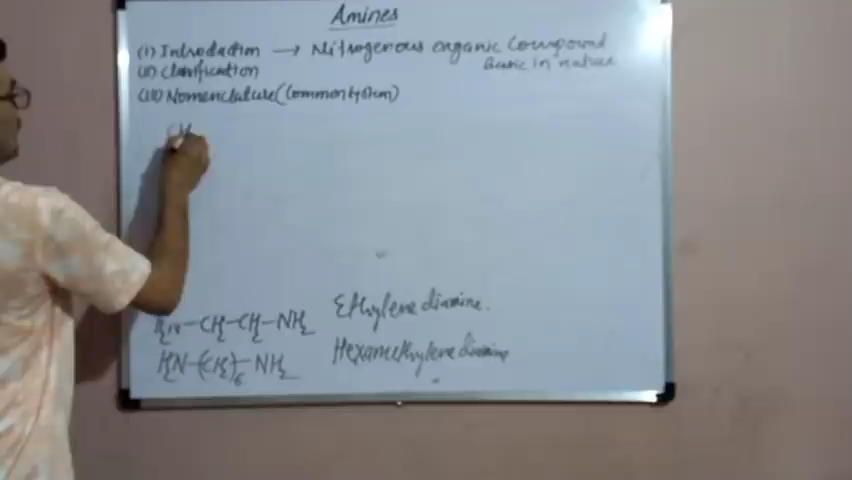 Amines
(i) Introduction → Nitrogenous organic compound
Basic in nature
(ii) Classification
(iii) Nomenclature (Common System)
CH
H₂N-CH₂-CH₂-NH₂ Ethylene diamine.
H₂N-(CH₂)₆-NH₂ Hexamethylene diamine